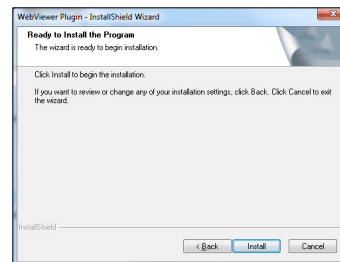 WebViewer Plugin - InstallShield Wizard
Ready to Install the Program
The wizard is ready to begin installation.
Click Install to begin the installation.
If you want to review or change any of your installation settings, click Back. Click Cancel to exit
the wizard.
InstallShield
< Back Install Cancel